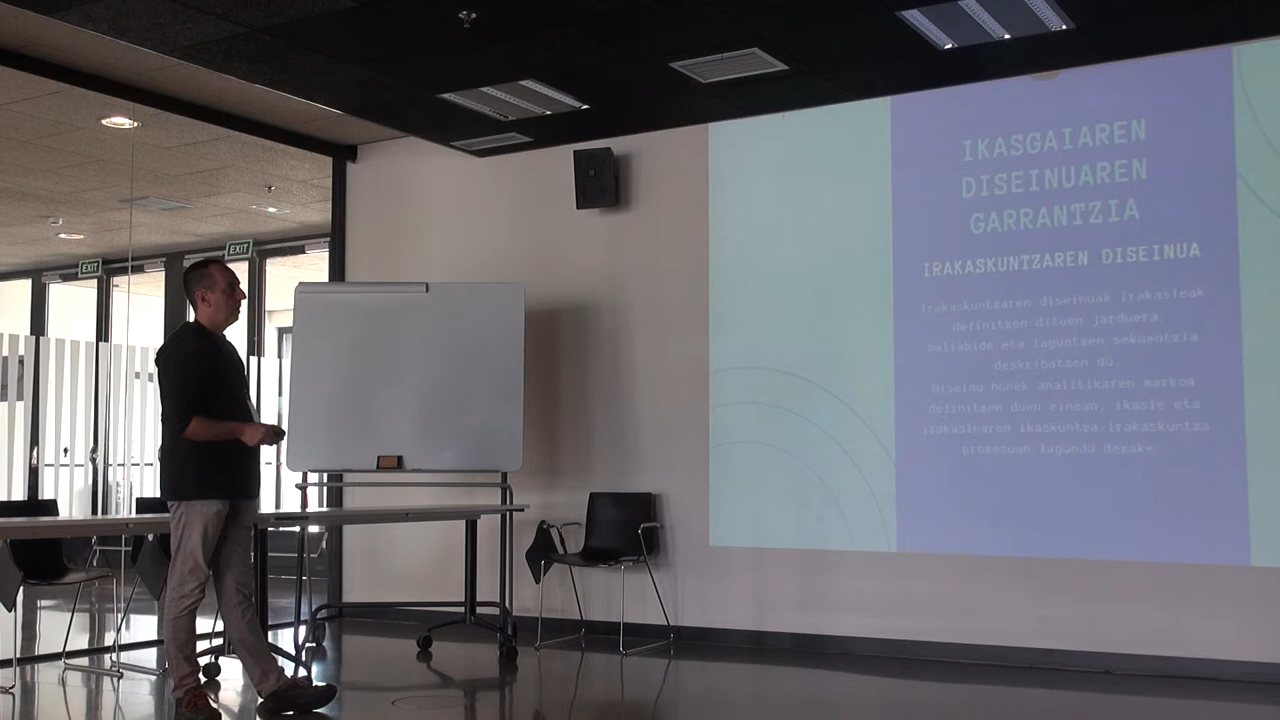 EXIT
EXIT
IKASGAIAREN
DISEINUAREN
GARRANTZIA
IRAKASKUNTZAREN DISEINUA
Irakaskuntzaren diseinuak irakasleak
definitzen dituen jarduera,
baliabide eta laguntzen sekuentzia
deskribatzen du.
Diseinu honek analitikaren markoa
definitzen duen einean, ikasle eta
irakaslearen ikaskuntza-irakaskuntza
prozesuan lagundu dezake